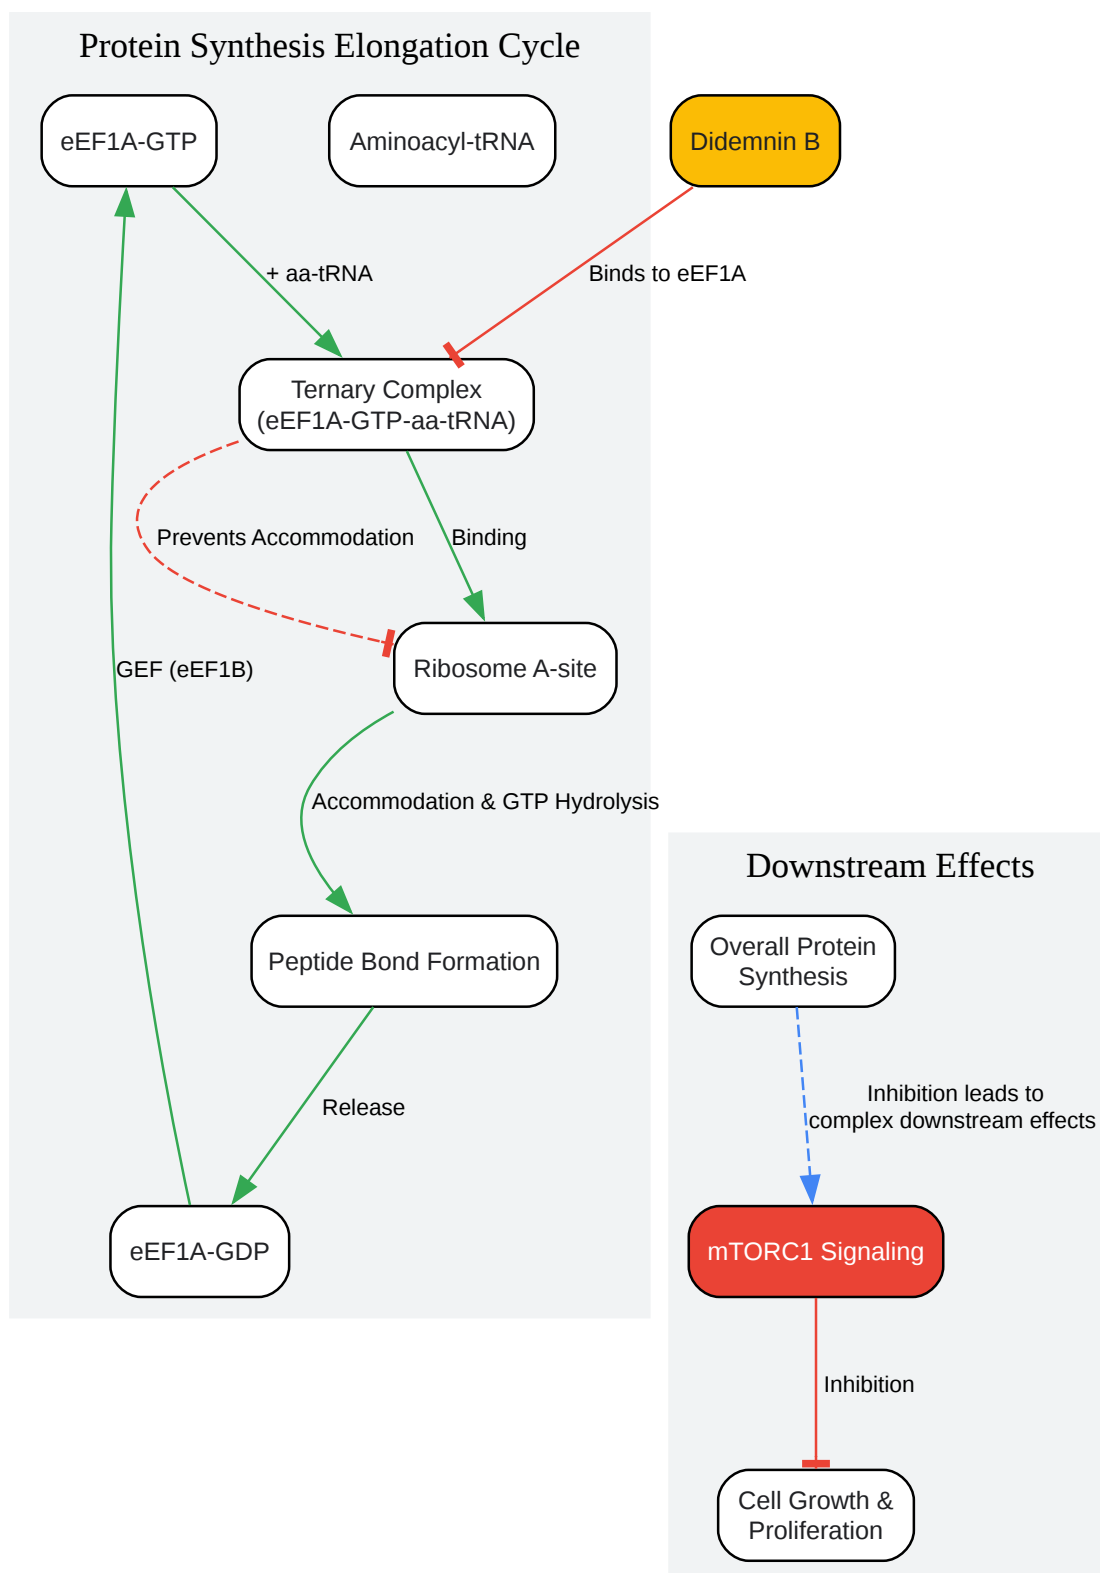 Protein Synthesis Elongation Cycle
eEF1A-GTP
Aminoacyl-tRNA
Didemnin B
+ aa-tRNA
Binds to eEF1A
Ternary Complex
(eEF1A-GTP-aa-tRNA)
Prevents Accommodation
Binding
Ribosome A-site
GEF (eEF1B)
Accommodation & GTP Hydrolysis
Peptide Bond Formation
Release
eEF1A-GDP
Downstream Effects
Overall Protein
Synthesis
Inhibition leads to
complex downstream effects
mTORC1 Signaling
Inhibition
Cell Growth &
Proliferation